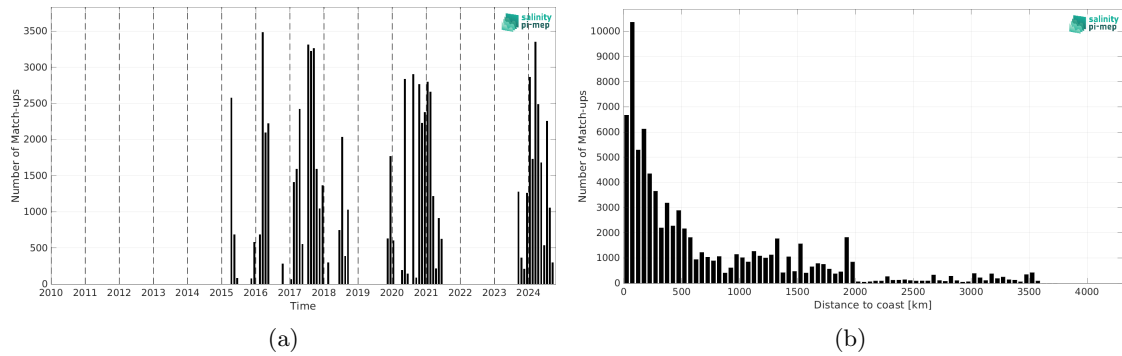 salinity
pi-mep
3500
3000
2500
2000
1500
1000
500
0
Number of Match-ups
2010 2011 2012 2013 2014 2015 2016 2017 2018 2019 2020 2021 2022 2023 2024
Time
(a)
salinity
pi-mep
10000
9000
8000
7000
6000
5000
4000
3000
2000
1000
0
Number of Match-ups
0 500 1000 1500 2000 2500 3000 3500 4000
Distance to coast [km]
(b)